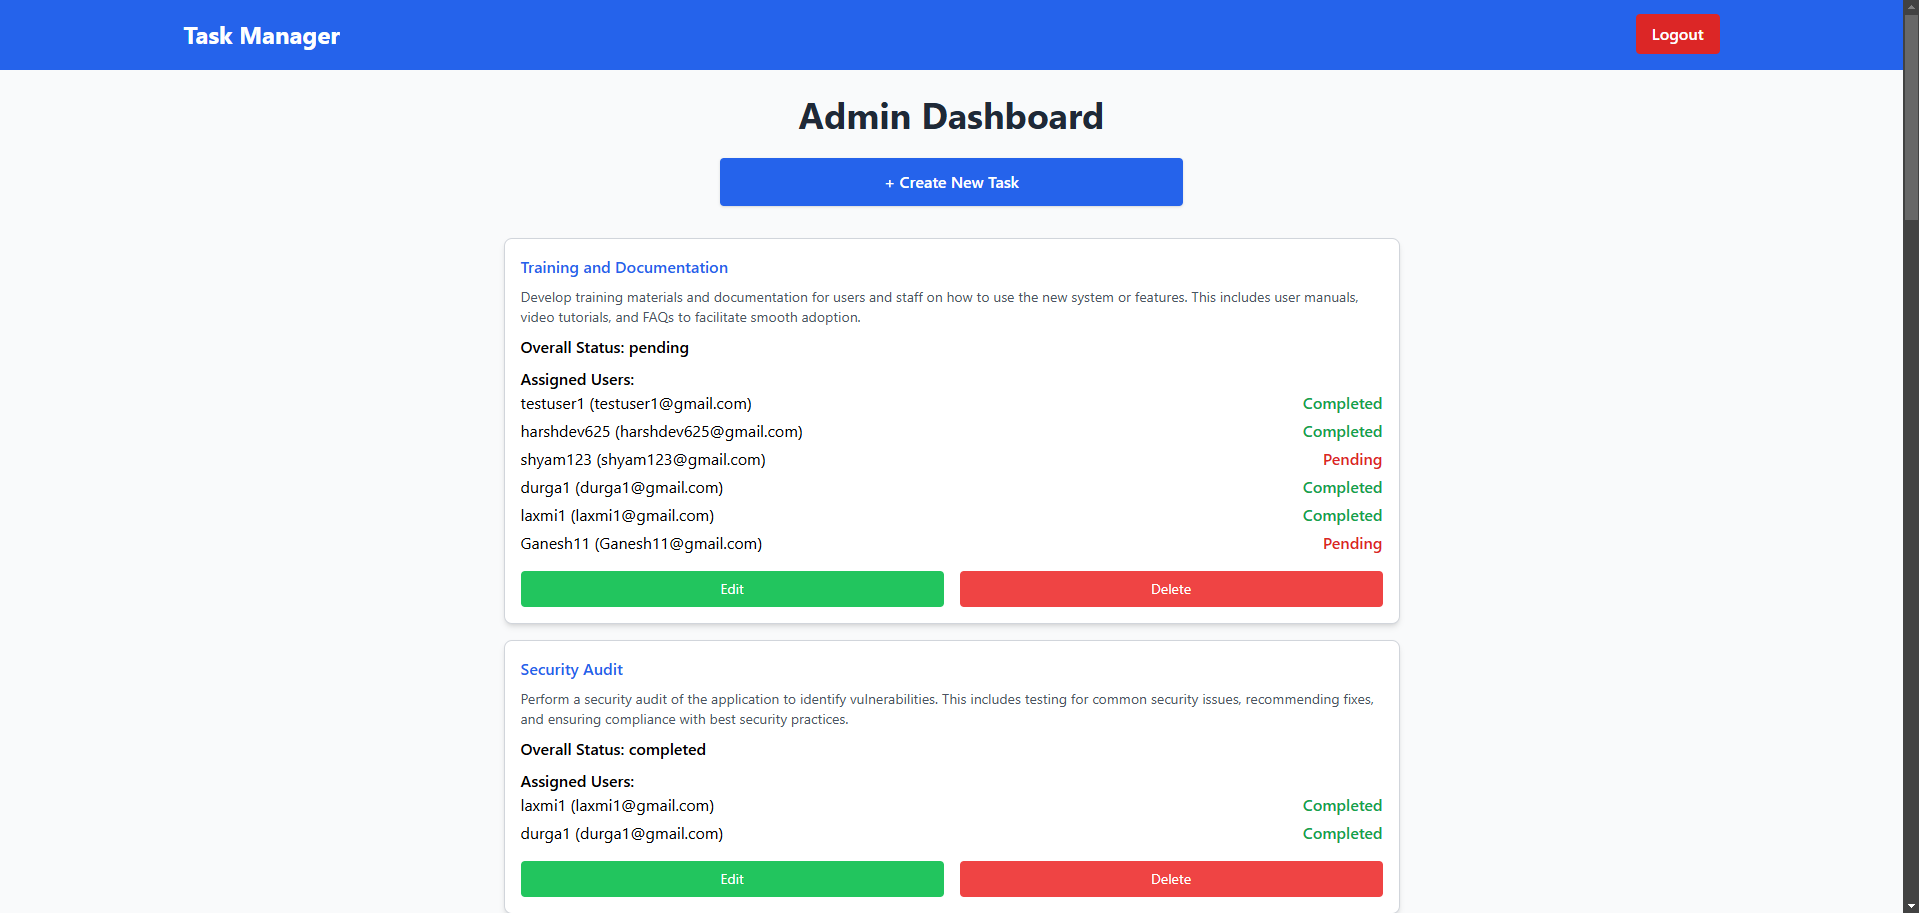 Task Manager
Logout
Admin Dashboard
+ Create New Task
Training and Documentation
Develop training materials and documentation for users and staff on how to use the new system or features. This includes user manuals,
video tutorials, and FAQs to facilitate smooth adoption.
Overall Status: pending
Assigned Users:
testuser1 (testuser1@gmail.com) Completed
harshdev625 (harshdev625@gmail.com) Completed
shyam123 (shyam123@gmail.com) Pending
durga1 (durga1@gmail.com) Completed
laxmi1 (laxmi1@gmail.com) Completed
Ganesh11 (Ganesh11@gmail.com) Pending
Edit Delete
Security Audit
Perform a security audit of the application to identify vulnerabilities. This includes testing for common security issues, recommending fixes,
and ensuring compliance with best security practices.
Overall Status: completed
Assigned Users:
laxmi1 (laxmi1@gmail.com) Completed
durga1 (durga1@gmail.com) Completed
Edit Delete